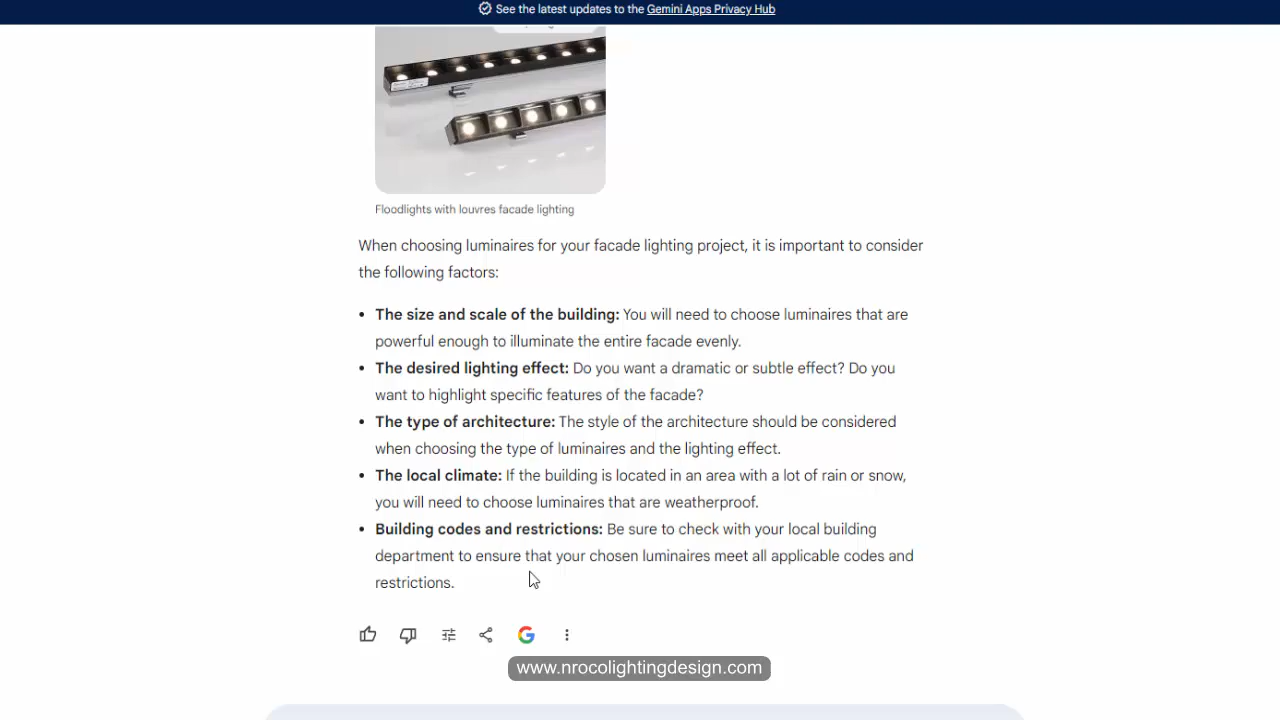 See the latest updates to the Gemini Apps Privacy Hub
Floodlights with louvres facade lighting
When choosing luminaires for your facade lighting project, it is important to consider
the following factors:
• The size and scale of the building: You will need to choose luminaires that are
powerful enough to illuminate the entire facade evenly.
• The desired lighting effect: Do you want a dramatic or subtle effect? Do you
want to highlight specific features of the facade?
• The type of architecture: The style of the architecture should be considered
when choosing the type of luminaires and the lighting effect.
• The local climate: If the building is located in an area with a lot of rain or snow,
you will need to choose luminaires that are weatherproof.
• Building codes and restrictions: Be sure to check with your local building
department to ensure that your chosen luminaires meet all applicable codes and
restrictions.
www.nrocolightingdesign.com